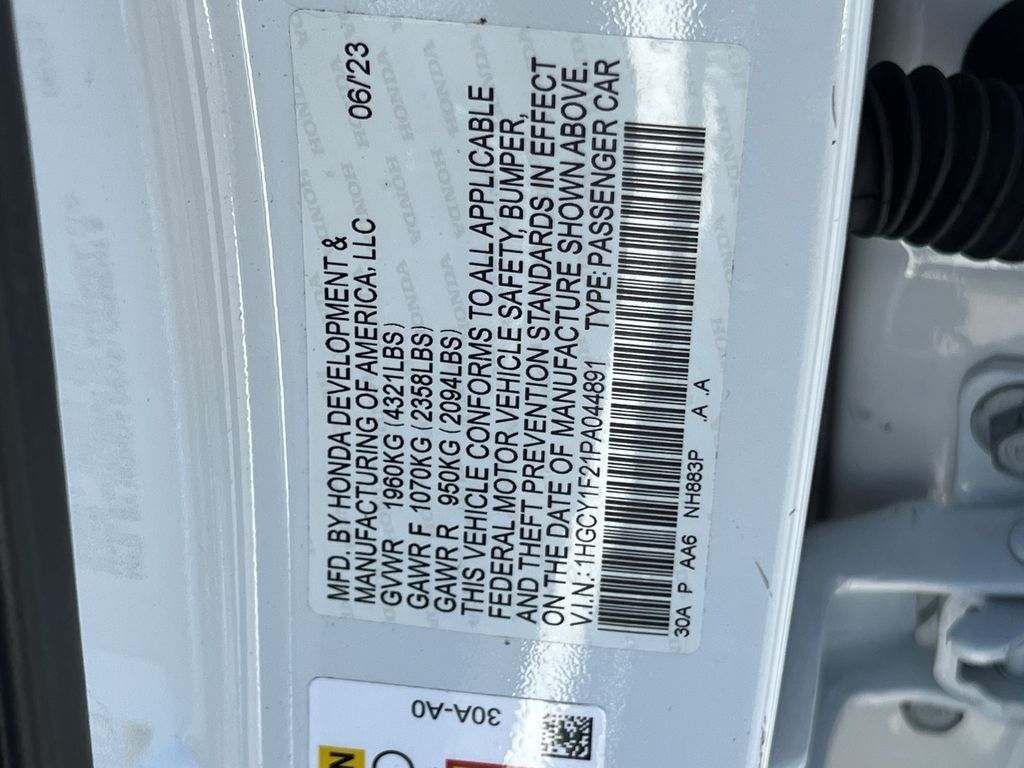 MFD. BY HONDA DEVELOPMENT &
MANUFACTURING OF AMERICA, LLC 06/'23
GVWR 1960KG (4321LBS)
GAWR F 1070KG (2358LBS)
GAWR R 950KG (2094LBS)
THIS VEHICLE CONFORMS TO ALL APPLICABLE
FEDERAL MOTOR VEHICLE SAFETY, BUMPER,
AND THEFT PREVENTION STANDARDS IN EFFECT
ON THE DATE OF MANUFACTURE SHOWN ABOVE.
V.I.N.: 1HGCY1F21PA044891 TYPE: PASSENGER CAR
30A P AA6 NH883P .A .A
30A-A0